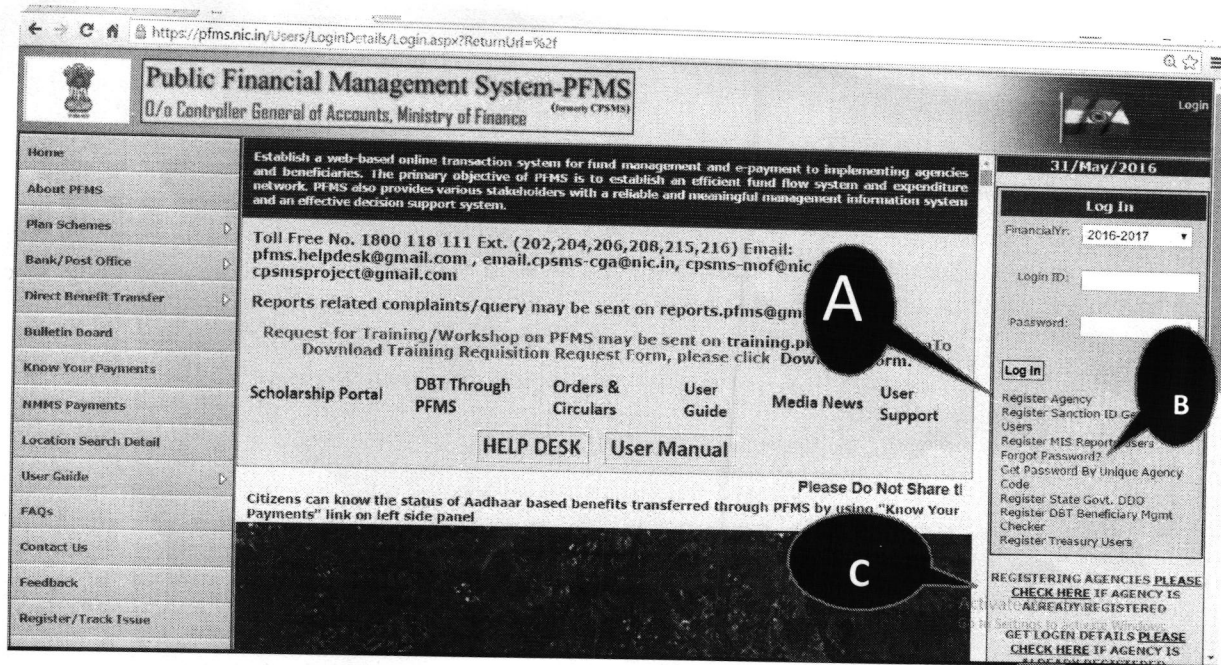 https://pfms.nic.in/Users/LoginDetails/Login.aspx?ReturnUrl=%2f
Public Financial Management System-PFMS
(formerly CPSMS)
O/o Controller General of Accounts, Ministry of Finance
Login
Home
About PFMS
Plan Schemes
Bank/Post Office
Direct Benefit Transfer
Bulletin Board
Know Your Payments
NMMS Payments
Location Search Detail
User Guide
FAQs
Contact Us
Feedback
Register/Track Issue
Establish a web-based online transaction system for fund management and e-payment to implementing agencies
and beneficiaries. The primary objective of PFMS is to establish an efficient fund flow system and expenditure
network. PFMS also provides various stakeholders with a reliable and meaningful management information system
and an effective decision support system.
Toll Free No. 1800 118 111 Ext. (202,204,206,208,215,216) Email:
pfms.helpdesk@gmail.com , email.cpsms-cga@nic.in, cpsms-mof@nic
cpsmsproject@gmail.com
Reports related complaints/query may be sent on reports.pfms@gm
Request for Training/Workshop on PFMS may be sent on training.p To
Download Training Requisition Request Form, please click Dow orm.
Scholarship Portal
DBT Through
PFMS
Orders &
Circulars
User
Guide
Media News
User
Support
HELP DESK
User Manual
Please Do Not Share t
Citizens can know the status of Aadhaar based benefits transferred through PFMS by using "Know Your
Payments" link on left side panel
31/May/2016
Log In
FinancialYr: 2016-2017
Login ID:
Password:
Log In
Register Agency
Register Sanction ID Ge
Users
Register MIS Report Users
Forgot Password?
Get Password By Unique Agency
Code
Register State Govt. DDO
Register DBT Beneficiary Mgmt
Checker
Register Treasury Users
REGISTERING AGENCIES PLEASE
CHECK HERE IF AGENCY IS
ALREADY REGISTERED
GET LOGIN DETAILS PLEASE
CHECK HERE IF AGENCY IS
ALREADY REGISTERED
A
B
C